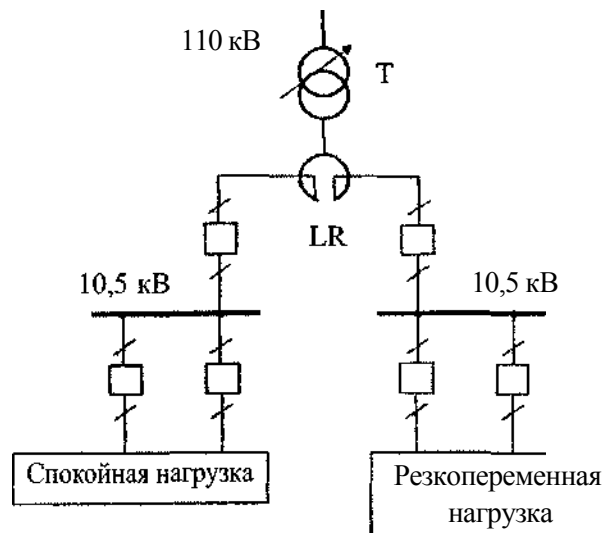 110 кВ
T
LR
10,5 кВ
10,5 кВ
Спокойная нагрузка
Резкопеременная
нагрузка